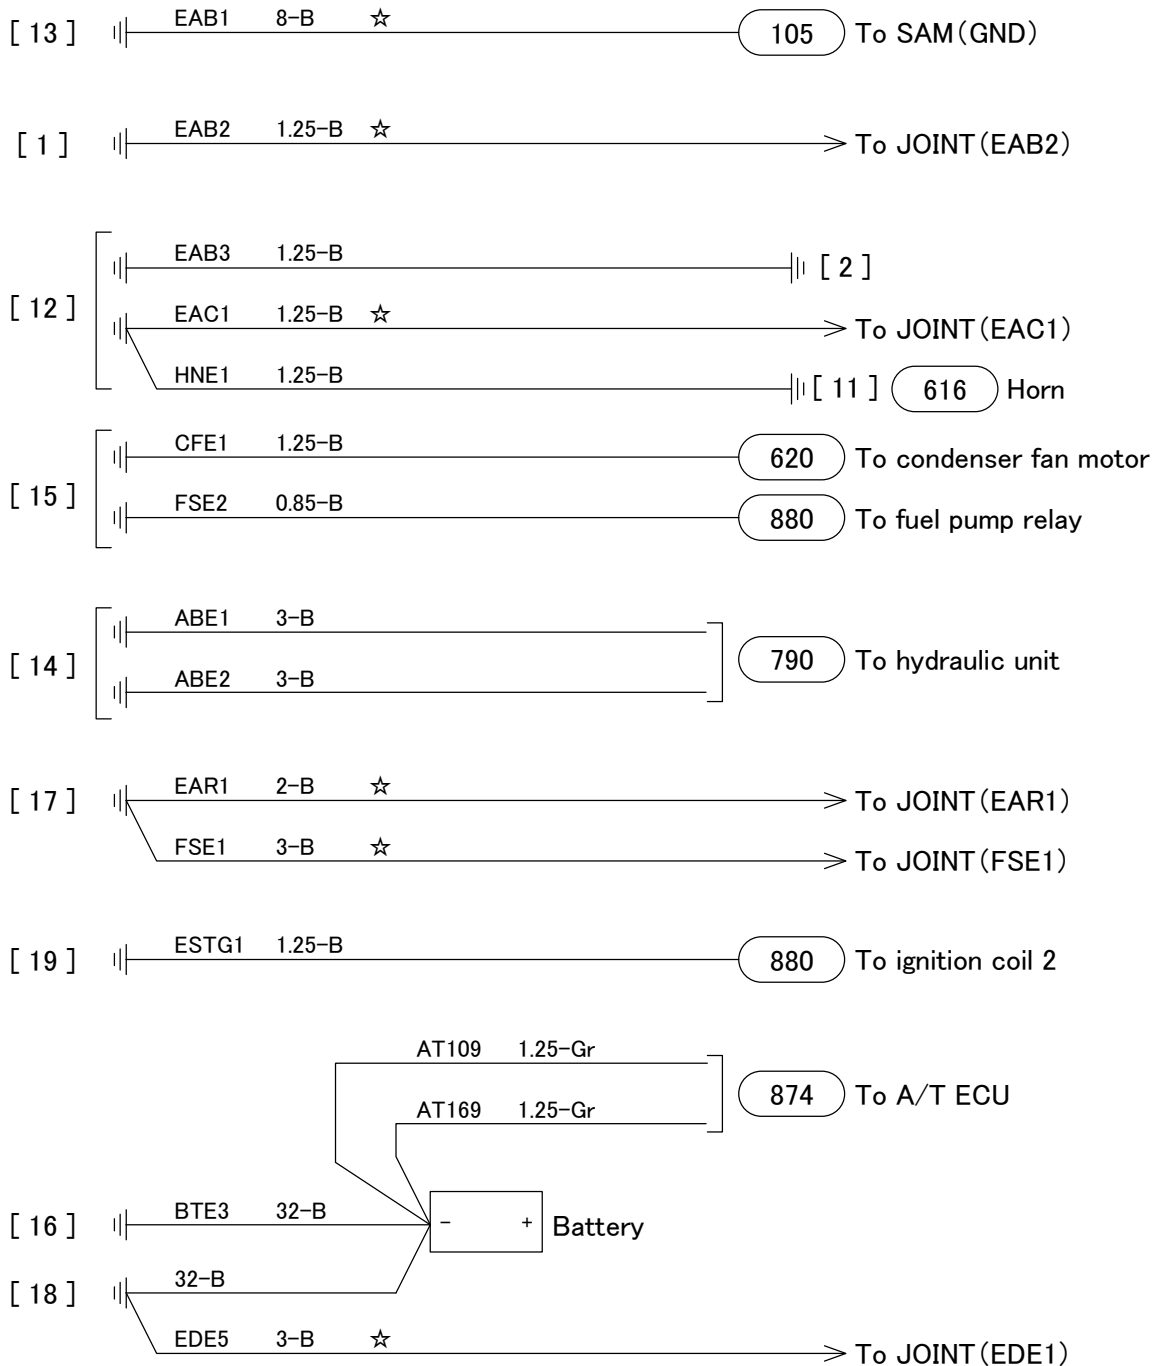 [ 13 ] EAB1 8-B ☆ 105 To SAM(GND)
[ 1 ] EAB2 1.25-B ☆ To JOINT(EAB2)
EAB3 1.25-B [ 2 ]
[ 12 ] EAC1 1.25-B ☆ To JOINT(EAC1)
HNE1 1.25-B [ 11 ] 616 Horn
CFE1 1.25-B 620 To condenser fan motor
[ 15 ] FSE2 0.85-B 880 To fuel pump relay
ABE1 3-B
[ 14 ] 790 To hydraulic unit
ABE2 3-B
[ 17 ] EAR1 2-B ☆ To JOINT(EAR1)
FSE1 3-B ☆ To JOINT(FSE1)
[ 19 ] ESTG1 1.25-B 880 To ignition coil 2
AT109 1.25-Gr
874 To A/T ECU
AT169 1.25-Gr
[ 16 ] BTE3 32-B - + Battery
[ 18 ] 32-B
EDE5 3-B ☆ To JOINT(EDE1)